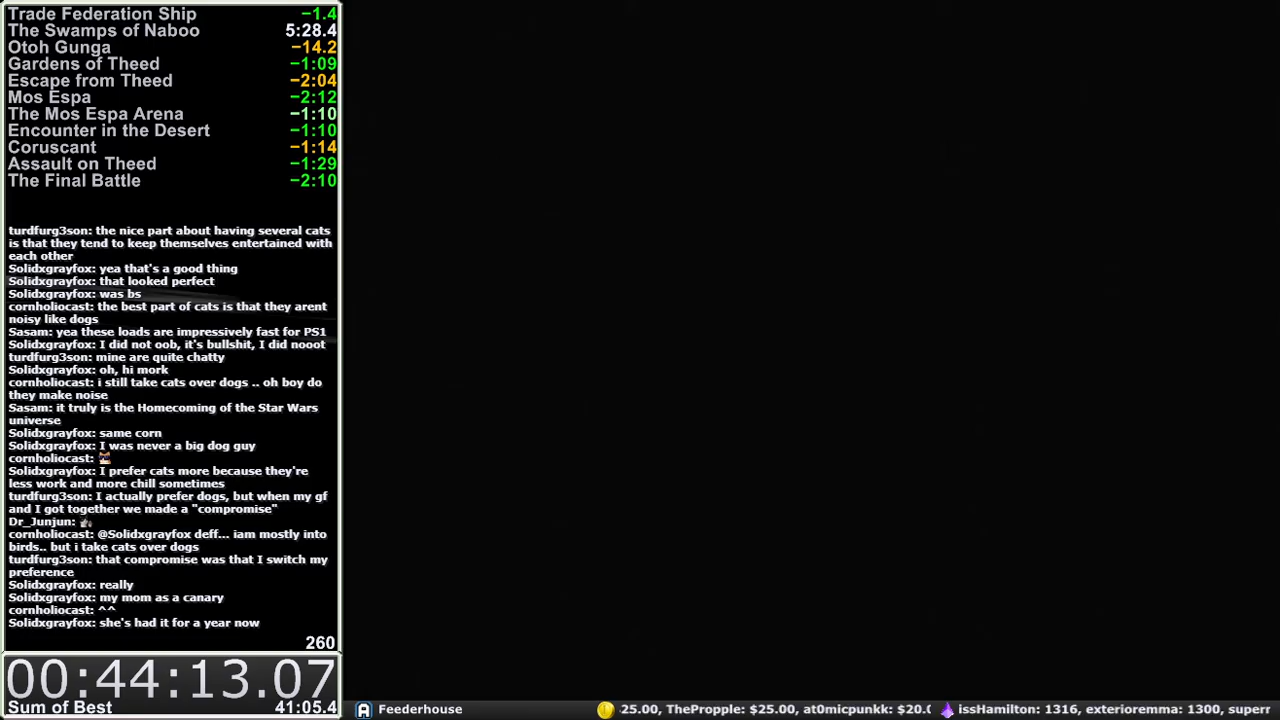 Trade Federation Ship −1.4
The Swamps of Naboo 5:28.4
Otoh Gunga −14.2
Gardens of Theed −1:09
Escape from Theed −2:04
Mos Espa −2:12
The Mos Espa Arena −1:10
Encounter in the Desert −1:10
Coruscant −1:14
Assault on Theed −1:29
The Final Battle −2:10
turdfurg3son: the nice part about having several cats
is that they tend to keep themselves entertained with
each other
Solidxgrayfox: yea that's a good thing
Solidxgrayfox: that looked perfect
Solidxgrayfox: was bs
cornholiocast: the best part of cats is that they arent
noisy like dogs
Sasam: yea these loads are impressively fast for PS1
Solidxgrayfox: I did not oob, it's bullshit, I did nooot
turdfurg3son: mine are quite chatty
Solidxgrayfox: oh, hi mork
cornholiocast: i still take cats over dogs .. oh boy do
they make noise
Sasam: it truly is the Homecoming of the Star Wars
universe
Solidxgrayfox: same corn
Solidxgrayfox: I was never a big dog guy
cornholiocast:
Solidxgrayfox: I prefer cats more because they're
less work and more chill sometimes
turdfurg3son: I actually prefer dogs, but when my gf
and I got together we made a "compromise"
Dr_Junjun:
cornholiocast: @Solidxgrayfox deff... iam mostly into
birds.. but i take cats over dogs
turdfurg3son: that compromise was that I switch my
preference
Solidxgrayfox: really
Solidxgrayfox: my mom as a canary
cornholiocast: ^^
Solidxgrayfox: she's had it for a year now
260
00:44:13.07
Sum of Best 41:05.4
A Feederhouse 25.00, ThePropple: $25.00, at0micpunkk: $20.0 issHamilton: 1316, exterioremma: 1300, superr